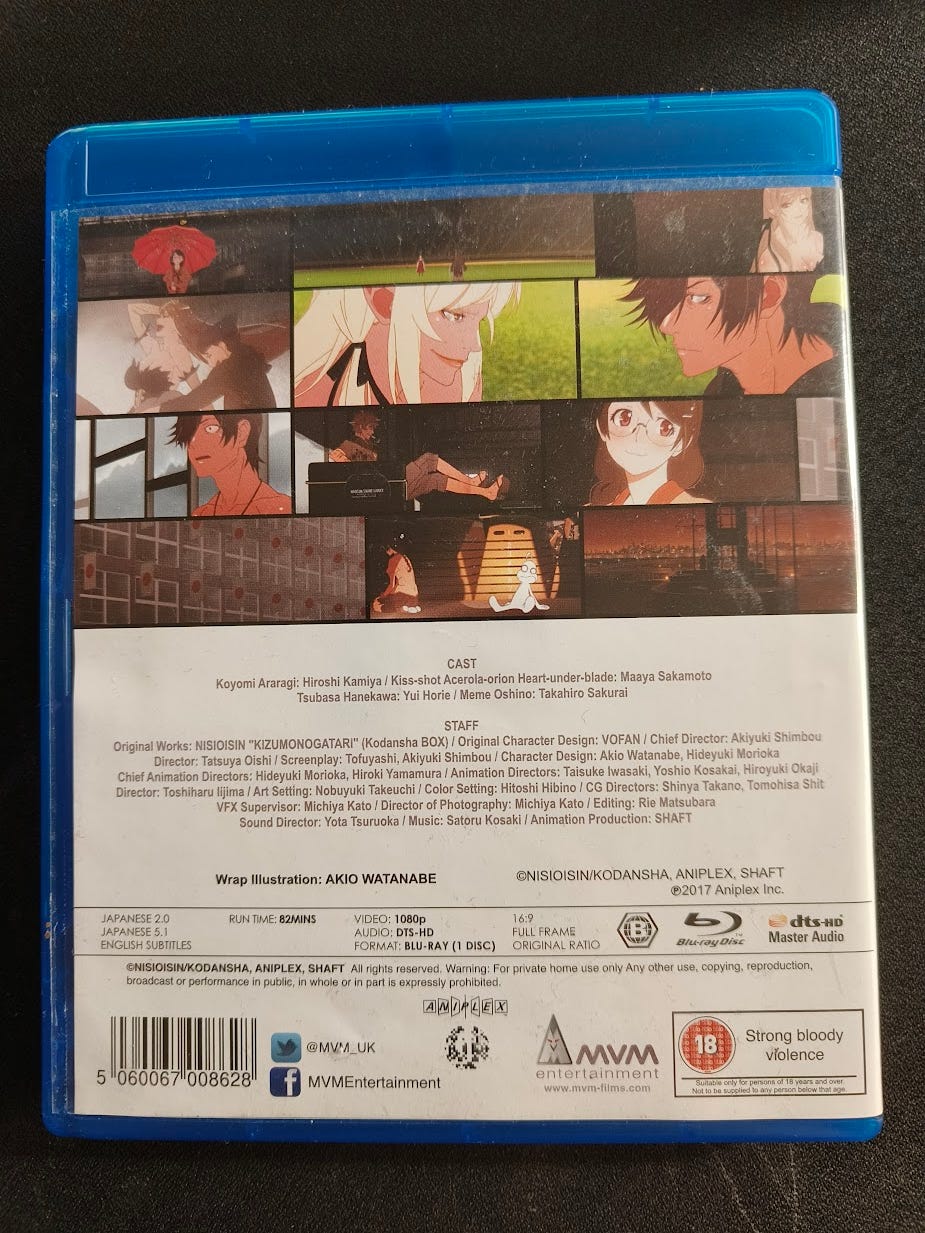 CAST
Koyomi Araragi: Hiroshi Kamiya / Kiss-shot Acerola-orion Heart-under-blade: Maaya Sakamoto
Tsubasa Hanekawa: Yui Horie / Meme Oshino: Takahiro Sakurai
STAFF
Original Works: NISIOISIN "KIZUMONOGATARI" (Kodansha BOX) / Original Character Design: VOFAN / Chief Director: Akiyuki Shimbou
Director: Tatsuya Oishi / Screenplay: Tofuyashi, Akiyuki Shimbou / Character Design: Akio Watanabe, Hideyuki Morioka
Chief Animation Directors: Hideyuki Morioka, Hiroki Yamamura / Animation Directors: Taisuke Iwasaki, Yoshio Kosakai, Hiroyuki Okaji
Director: Toshiharu Iijima / Art Setting: Nobuyuki Takeuchi / Color Setting: Hitoshi Hibino / CG Directors: Shinya Takano, Tomohisa Shit
VFX Supervisor: Michiya Kato / Director of Photography: Michiya Kato / Editing: Rie Matsubara
Sound Director: Yota Tsuruoka / Music: Satoru Kosaki / Animation Production: SHAFT
Wrap Illustration: AKIO WATANABE
©NISIOISIN/KODANSHA, ANIPLEX, SHAFT
℗2017 Aniplex Inc.
JAPANESE 2.0
JAPANESE 5.1
ENGLISH SUBTITLES
RUN TIME: 82MINS
VIDEO: 1080p
AUDIO: DTS-HD
FORMAT: BLU-RAY (1 DISC)
16:9
FULL FRAME
ORIGINAL RATIO
B
Blu-ray Disc™
dts-HD
Master Audio
©NISIOISIN/KODANSHA, ANIPLEX, SHAFT All rights reserved. Warning: For private home use only Any other use, copying, reproduction,
broadcast or performance in public, in whole or in part is expressly prohibited.
ANIPLEX
5 060067 008628
@MVM_UK
MVMEntertainment
MVM
entertainment
www.mvm-films.com
18
Strong bloody
violence
Suitable only for persons of 18 years and over.
Not to be supplied to any person below that age.